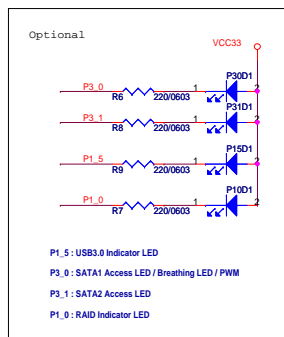 Optional
VCC33
P30D1
P3_0
1
2
R6
220/0603
P31D1
P3_1
1
2
R8
220/0603
P15D1
P1_5
1
2
R9
220/0603
P10D1
P1_0
1
2
R7
220/0603
P1_5 : USB3.0 Indicator LED
P3_0 : SATA1 Access LED / Breathing LED / PWM
P3_1 : SATA2 Access LED
P1_0 : RAID Indicator LED